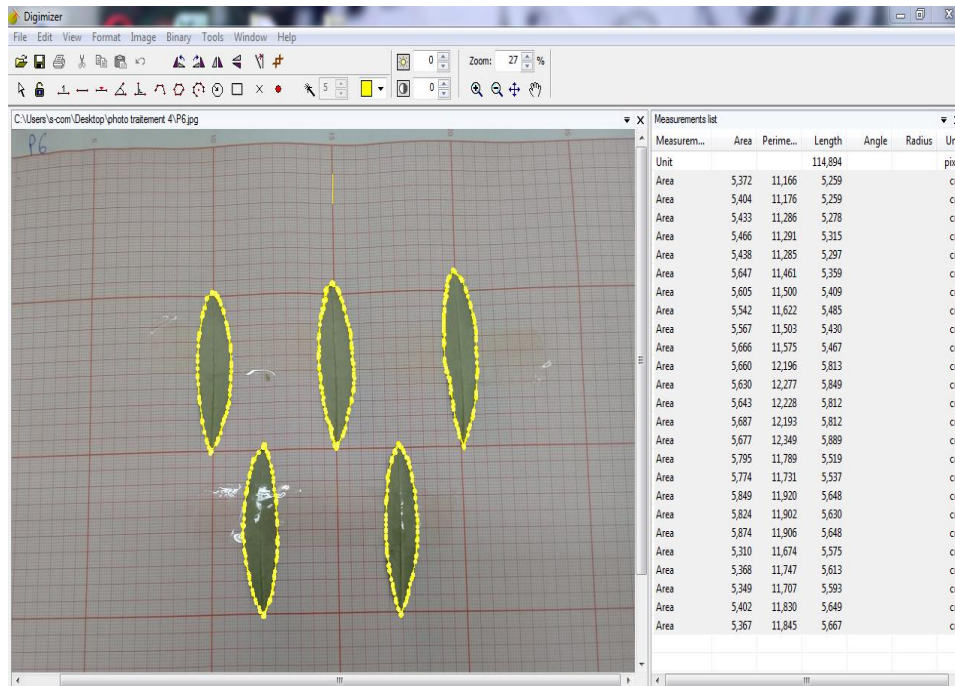 Digimizer
File Edit View Format Image Binary Tools Window Help
0 Zoom: 27 %
5 0
C:\Users\s-com\Desktop\photo traitement 4\P6.jpg
P6
Measurements list
Measurem... Area Perime... Length Angle Radius Un
Unit 114,894 pix
Area 5,372 11,166 5,259 c
Area 5,404 11,176 5,259 c
Area 5,433 11,286 5,278 c
Area 5,466 11,291 5,315 c
Area 5,438 11,285 5,297 c
Area 5,647 11,461 5,359 c
Area 5,605 11,500 5,409 c
Area 5,542 11,622 5,485 c
Area 5,567 11,503 5,430 c
Area 5,666 11,575 5,467 c
Area 5,660 12,196 5,813 c
Area 5,630 12,277 5,849 c
Area 5,643 12,228 5,812 c
Area 5,687 12,193 5,812 c
Area 5,677 12,349 5,889 c
Area 5,795 11,789 5,519 c
Area 5,774 11,731 5,537 c
Area 5,849 11,920 5,648 c
Area 5,824 11,902 5,630 c
Area 5,874 11,906 5,648 c
Area 5,310 11,674 5,575 c
Area 5,368 11,747 5,613 c
Area 5,349 11,707 5,593 c
Area 5,402 11,830 5,649 c
Area 5,367 11,845 5,667 c